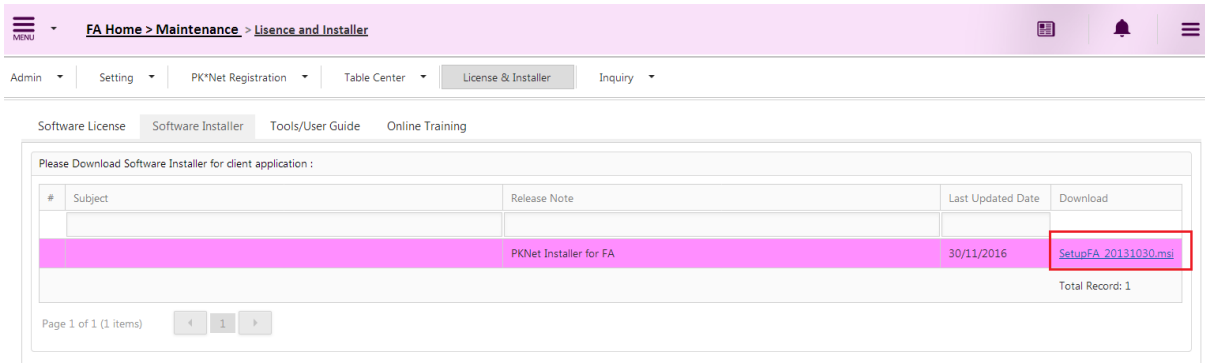 MENU FA Home > Maintenance > Lisence and Installer
Admin Setting PK*Net Registration Table Center License & Installer Inquiry
Software License Software Installer Tools/User Guide Online Training
Please Download Software Installer for client application :
# Subject Release Note Last Updated Date Download
PKNet Installer for FA 30/11/2016 SetupFA_20131030.msi
Total Record: 1
Page 1 of 1 (1 items) 1